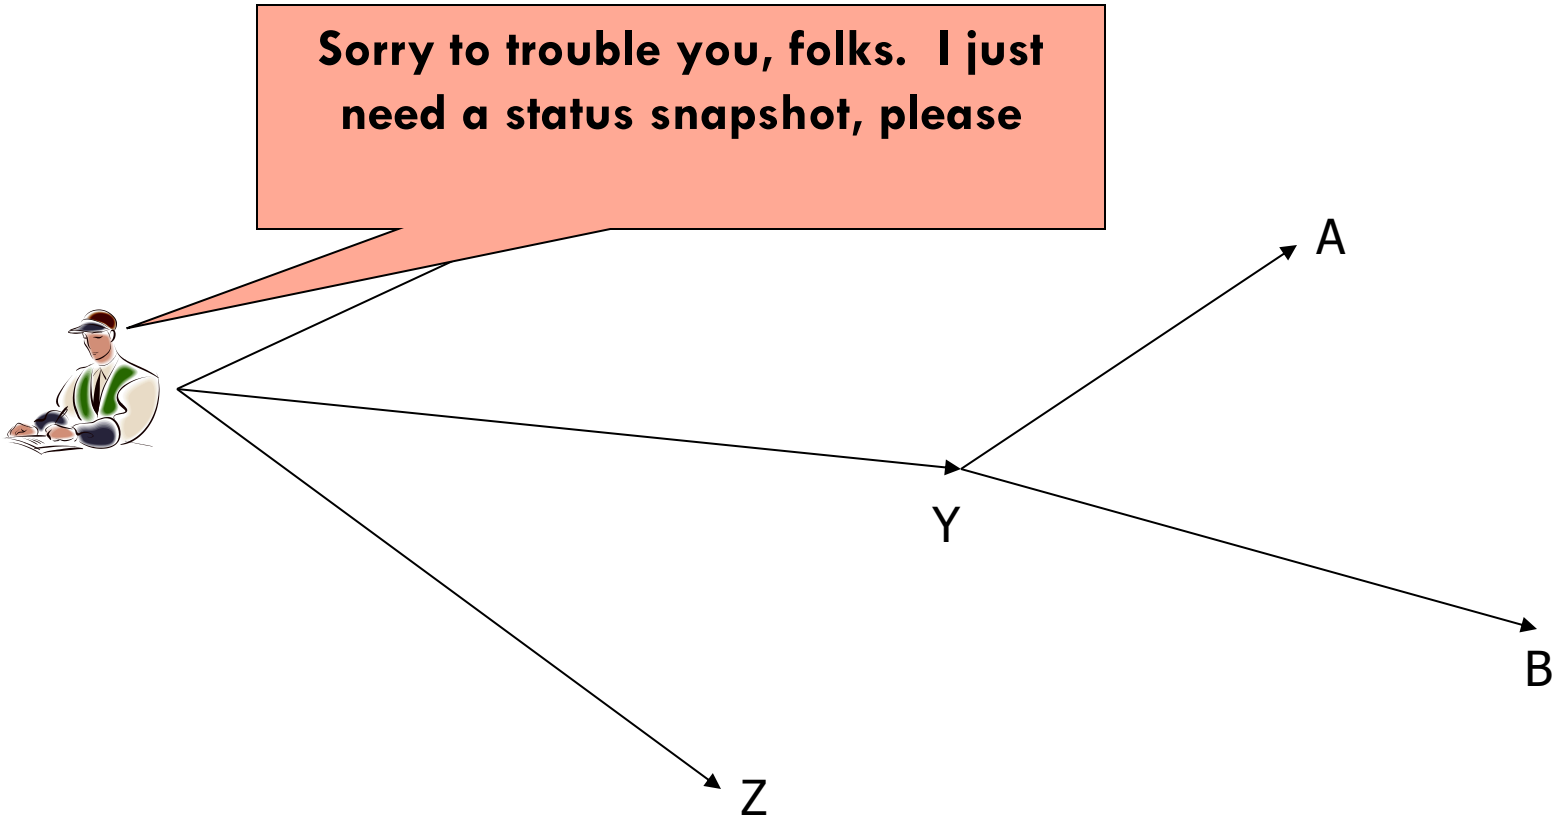 Sorry to trouble you, folks.  I just
need a status snapshot, please
A
Y
B
Z